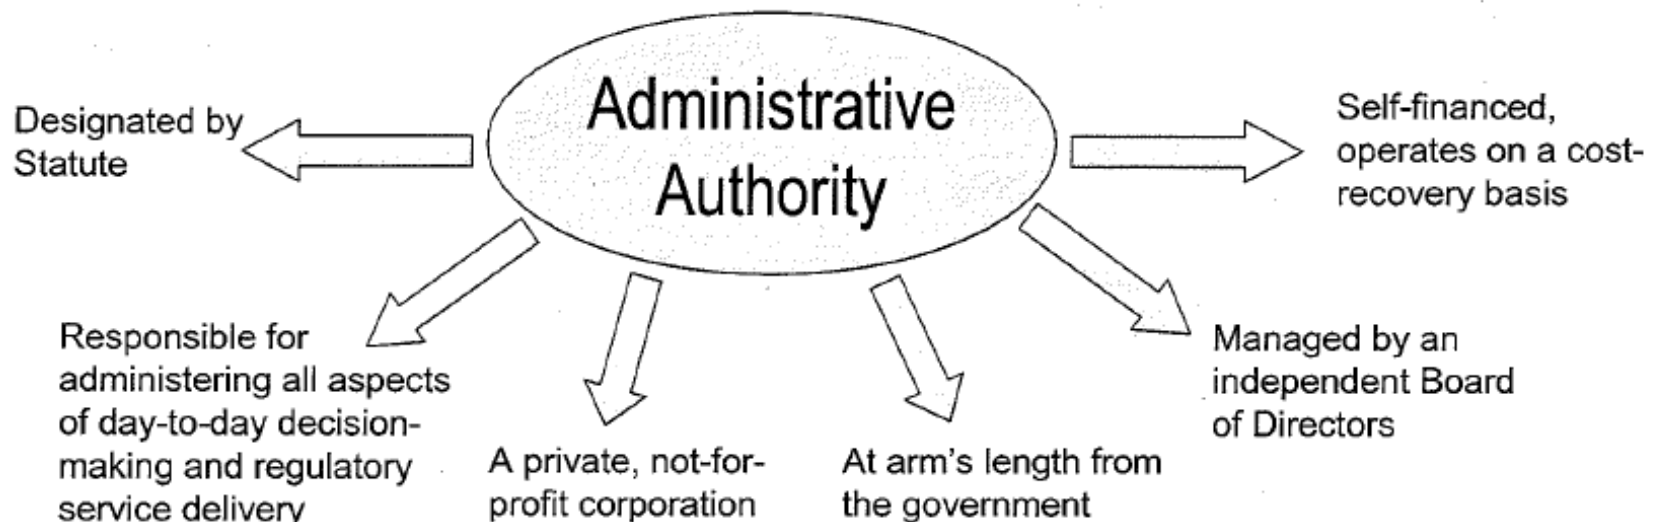 Administrative
Authority
Designated by
Statute
Self-financed,
operates on a cost-
recovery basis
Responsible for
administering all aspects
of day-to-day decision-
making and regulatory
service delivery
A private, not-for-
profit corporation
At arm's length from
the government
Managed by an
independent Board
of Directors